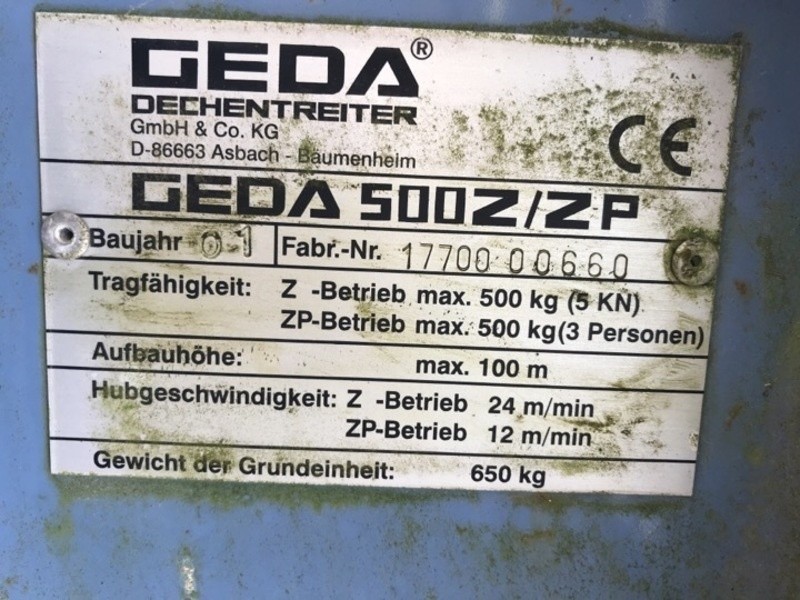 GEDA®
DECHENTREITER
GmbH & Co. KG
D-86663 Asbach - Baumenheim
CE
GEDA 500Z/ZP
Baujahr 01 Fabr.-Nr. 17700 00660
Tragfähigkeit: Z -Betrieb max. 500 kg (5 KN)
ZP-Betrieb max. 500 kg(3 Personen)
Aufbauhöhe: max. 100 m
Hubgeschwindigkeit: Z -Betrieb 24 m/min
ZP-Betrieb 12 m/min
Gewicht der Grundeinheit: 650 kg